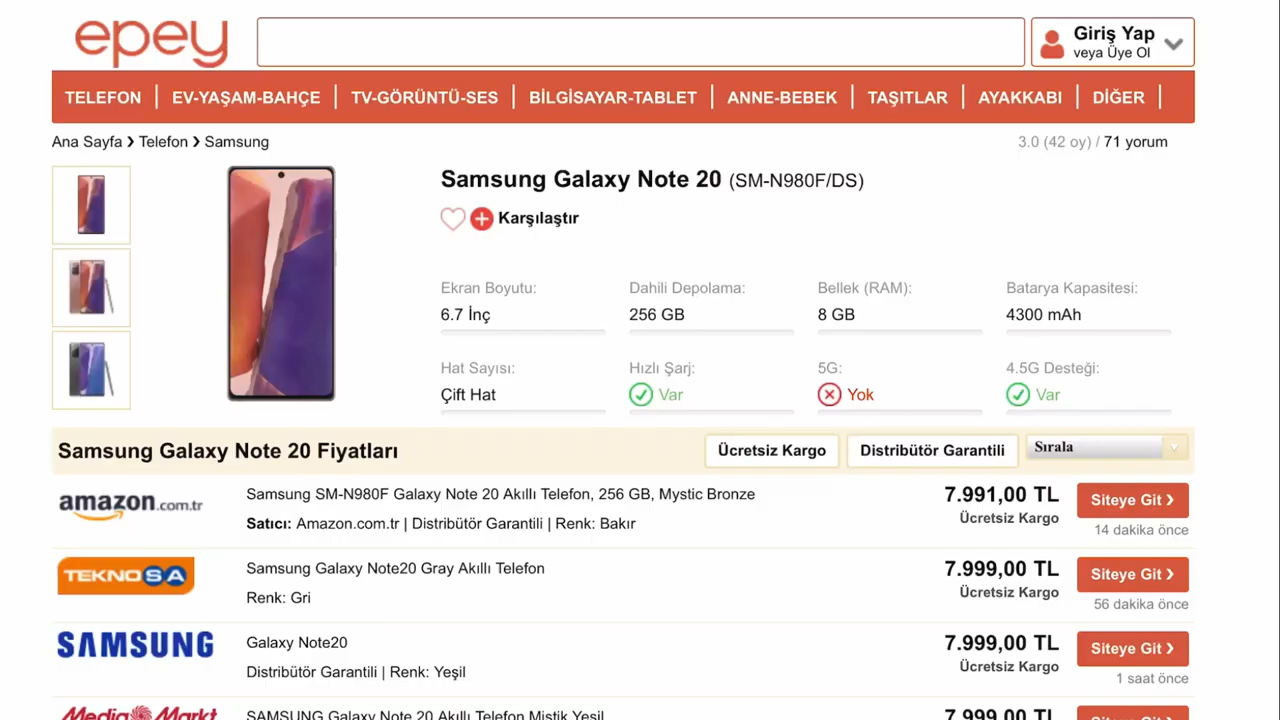 epey
Giriş Yap
veya Üye Ol
TELEFON
EV-YAŞAM-BAHÇE
TV-GÖRÜNTÜ-SES
BİLGİSAYAR-TABLET
ANNE-BEBEK
TAŞITLAR
AYAKKABI
DİĞER
Ana Sayfa › Telefon › Samsung
3.0 (42 oy) / 71 yorum
Samsung Galaxy Note 20 (SM-N980F/DS)
Karşılaştır
Ekran Boyutu:
6.7 İnç
Dahili Depolama:
256 GB
Bellek (RAM):
8 GB
Batarya Kapasitesi:
4300 mAh
Hat Sayısı:
Çift Hat
Hızlı Şarj:
Var
5G:
Yok
4.5G Desteği:
Var
Samsung Galaxy Note 20 Fiyatları
Ücretsiz Kargo
Distribütör Garantili
Sırala
amazon.com.tr
Samsung SM-N980F Galaxy Note 20 Akıllı Telefon, 256 GB, Mystic Bronze
Satıcı: Amazon.com.tr | Distribütör Garantili | Renk: Bakır
7.991,00 TL
Ücretsiz Kargo
Siteye Git ›
14 dakika önce
TEKNOSA
Samsung Galaxy Note20 Gray Akıllı Telefon
Renk: Gri
7.999,00 TL
Ücretsiz Kargo
Siteye Git ›
56 dakika önce
SAMSUNG
Galaxy Note20
Distribütör Garantili | Renk: Yeşil
7.999,00 TL
Ücretsiz Kargo
Siteye Git ›
1 saat önce
Media Markt
SAMSUNG Galaxy Note 20 Akıllı Telefon Mistik Yeşil
7.999,00 TL
Siteye Git ›